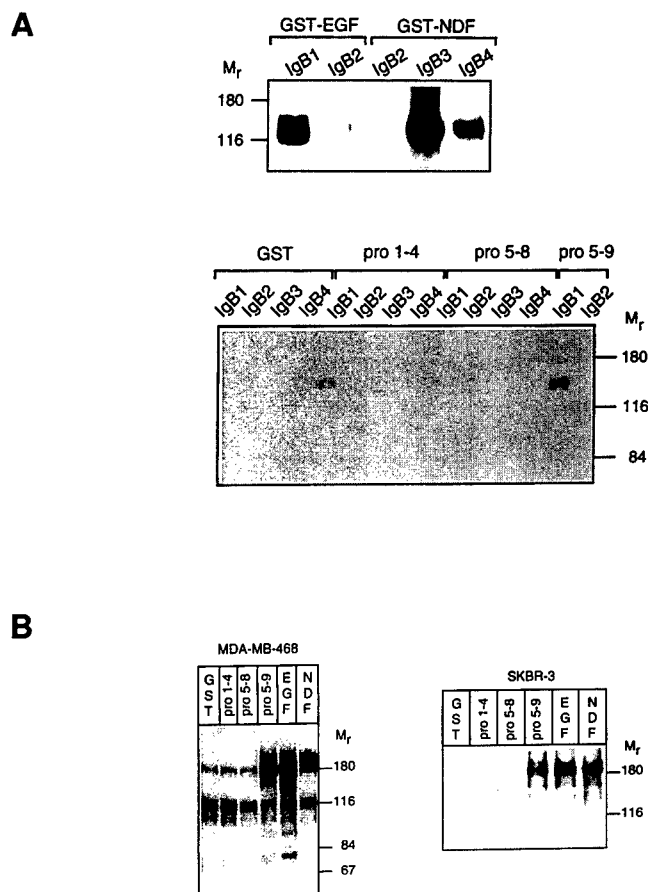 A
GST-EGF GST-NDF
IgB1 IgB2 IgB2 IgB3 IgB4
Mr
180
116
GST pro 1-4 pro 5-8 pro 5-9
IgB1 IgB2 IgB3 IgB4 IgB1 IgB2 IgB3 IgB4 IgB1 IgB2 IgB3 IgB4 IgB1 IgB2
Mr
180
116
84
B
MDA-MB-468
GST pro 1-4 pro 5-8 pro 5-9 EGF NDF
Mr
180
116
84
67
SKBR-3
GST pro 1-4 pro 5-8 pro 5-9 EGF NDF
Mr
180
116